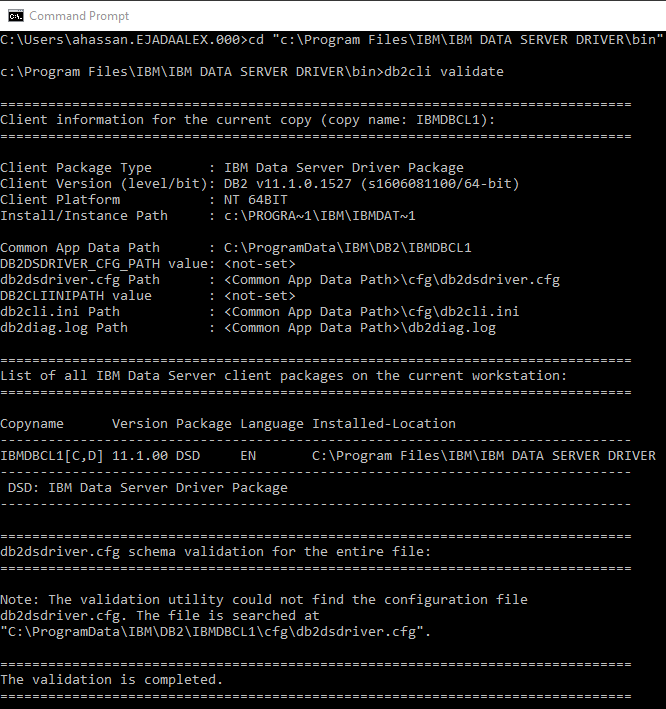 Command Prompt
C:\Users\ahassan.EJADAALEX.000>cd "c:\Program Files\IBM\IBM DATA SERVER DRIVER\bin"
c:\Program Files\IBM\IBM DATA SERVER DRIVER\bin>db2cli validate
===============================================================================
Client information for the current copy (copy name: IBMDBCL1):
===============================================================================
Client Package Type       : IBM Data Server Driver Package
Client Version (level/bit): DB2 v11.1.0.1527 (s1606081100/64-bit)
Client Platform           : NT 64BIT
Install/Instance Path     : c:\PROGRA~1\IBM\IBMDAT~1
Common App Data Path      : C:\ProgramData\IBM\DB2\IBMDBCL1
DB2DSDRIVER_CFG_PATH value: <not-set>
db2dsdriver.cfg Path      : <Common App Data Path>\cfg\db2dsdriver.cfg
DB2CLIINIPATH value       : <not-set>
db2cli.ini Path           : <Common App Data Path>\cfg\db2cli.ini
db2diag.log Path          : <Common App Data Path>\db2diag.log
===============================================================================
List of all IBM Data Server client packages on the current workstation:
===============================================================================
Copyname      Version Package Language Installed-Location
-------------------------------------------------------------------------------
IBMDBCL1[C,D] 11.1.00 DSD     EN       C:\Program Files\IBM\IBM DATA SERVER DRIVER
-------------------------------------------------------------------------------
 DSD: IBM Data Server Driver Package
-------------------------------------------------------------------------------
===============================================================================
db2dsdriver.cfg schema validation for the entire file:
===============================================================================
Note: The validation utility could not find the configuration file
db2dsdriver.cfg. The file is searched at
"C:\ProgramData\IBM\DB2\IBMDBCL1\cfg\db2dsdriver.cfg".
===============================================================================
The validation is completed.
===============================================================================